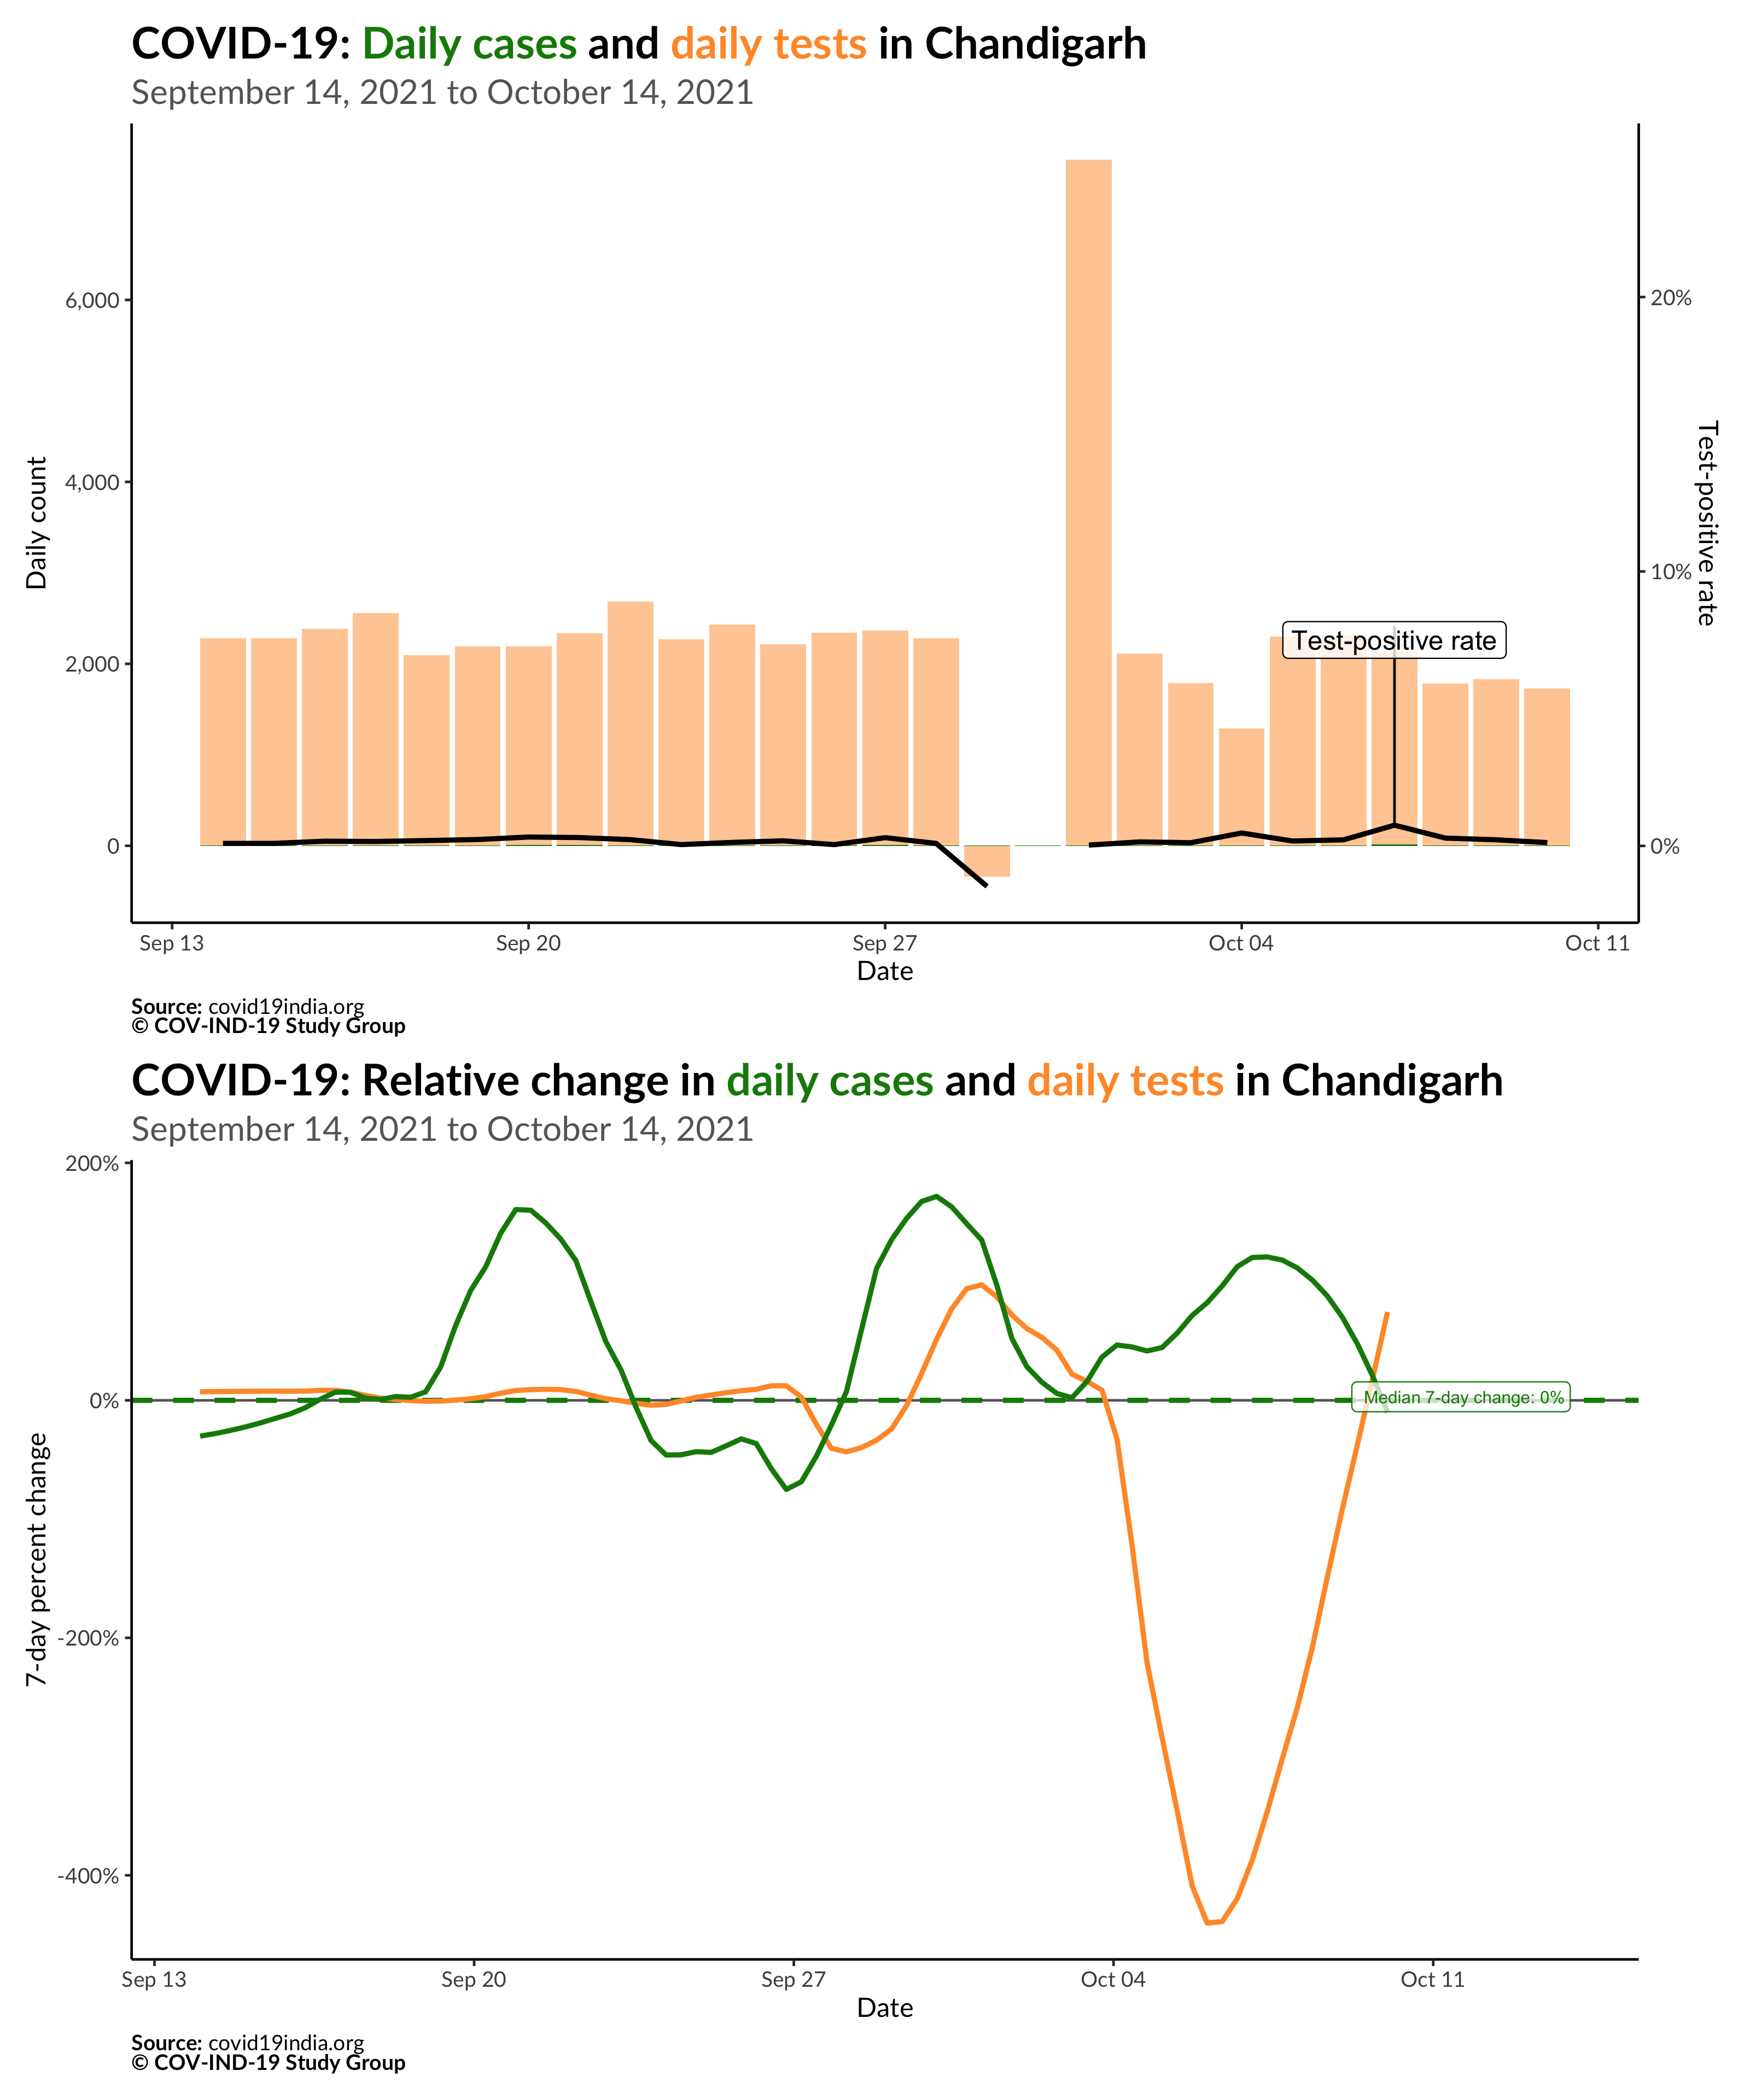 COVID-19: Daily cases and daily tests in Chandigarh
September 14, 2021 to October 14, 2021
Daily count
6,000
4,000
2,000
0
20%
10%
0%
Test-positive rate
Test-positive rate
Sep 13
Sep 20
Sep 27
Oct 04
Oct 11
Date
Source: covid19india.org
© COV-IND-19 Study Group
COVID-19: Relative change in daily cases and daily tests in Chandigarh
September 14, 2021 to October 14, 2021
7-day percent change
200%
0%
-200%
-400%
Median 7-day change: 0%
Sep 13
Sep 20
Sep 27
Oct 04
Oct 11
Date
Source: covid19india.org
© COV-IND-19 Study Group